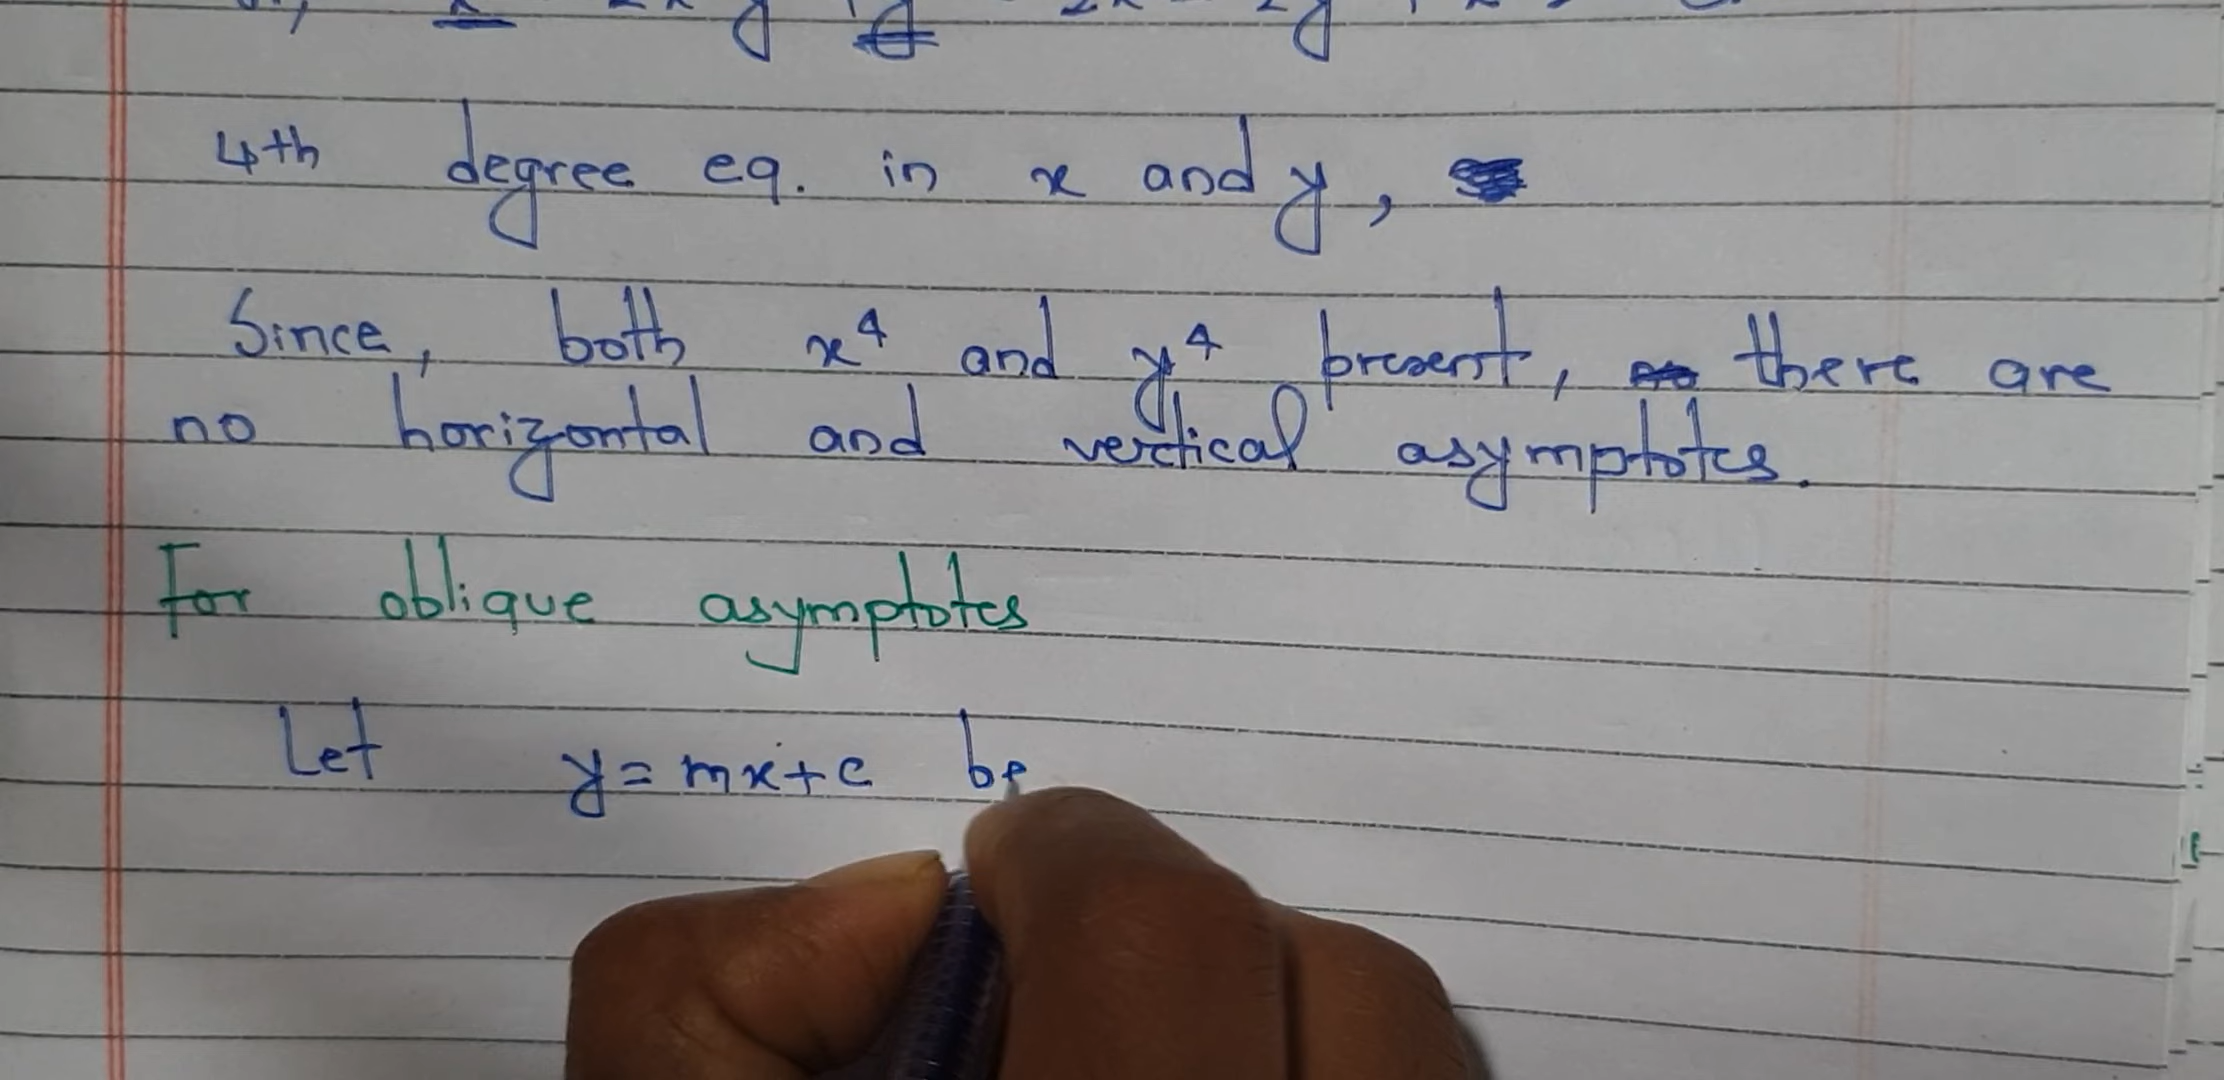 4th degree eq. in x and y,
Since, both x⁴ and y⁴ present, there are
no horizontal and vertical asymptotes.
For oblique asymptotes
Let y = mx + c be